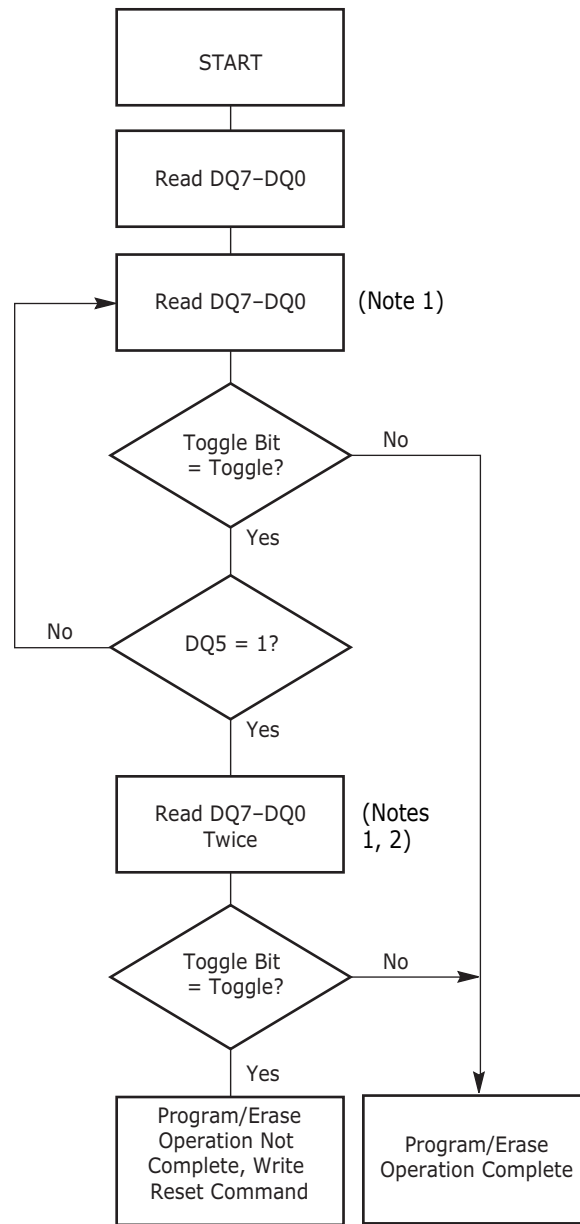 START
Read DQ7–DQ0
Read DQ7–DQ0
(Note 1)
Toggle Bit
= Toggle?
No
Yes
No
DQ5 = 1?
Yes
Read DQ7–DQ0
Twice
(Notes
1, 2)
Toggle Bit
= Toggle?
No
Yes
Program/Erase
Operation Not
Complete, Write
Reset Command
Program/Erase
Operation Complete